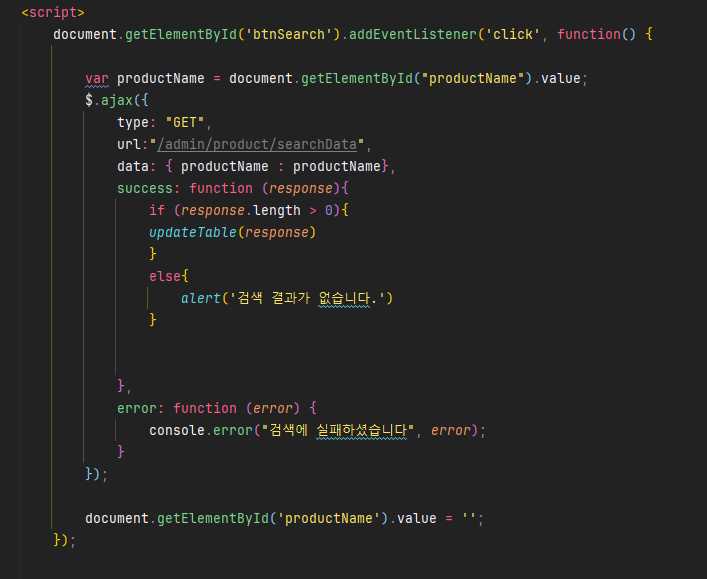 <script>
document.getElementById('btnSearch').addEventListener('click', function() {
var productName = document.getElementById("productName").value;
$.ajax({
type: "GET",
url:"/admin/product/searchData",
data: { productName : productName},
success: function (response){
if (response.length > 0){
updateTable(response)
}
else{
alert('검색 결과가 없습니다.')
}
},
error: function (error) {
console.error("검색에 실패하셨습니다", error);
}
});
document.getElementById('productName').value = '';
});